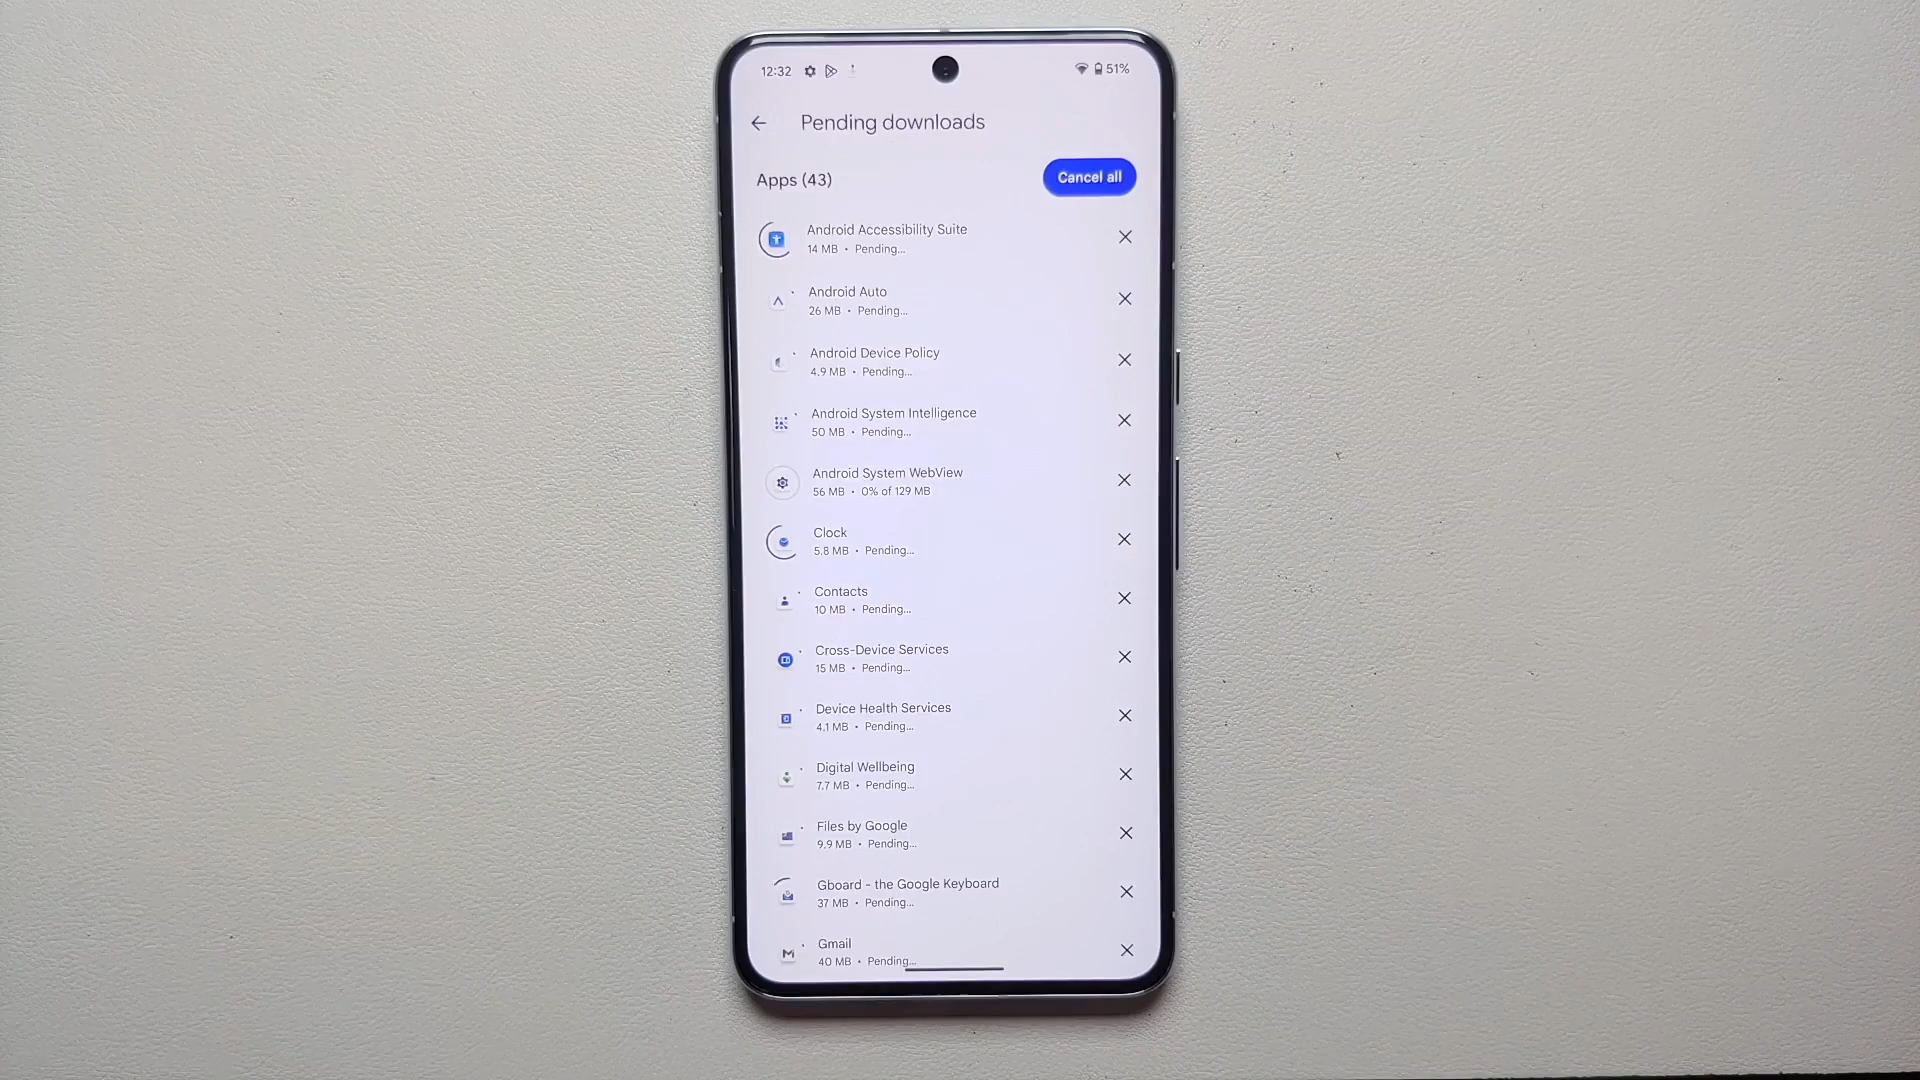 12:32
51%
Pending downloads
Apps (43)
Cancel all
Android Accessibility Suite
14 MB • Pending...
Android Auto
26 MB • Pending...
Android Device Policy
4.9 MB • Pending...
Android System Intelligence
50 MB • Pending...
Android System WebView
56 MB • 0% of 129 MB
Clock
5.8 MB • Pending...
Contacts
10 MB • Pending...
Cross-Device Services
15 MB • Pending...
Device Health Services
4.1 MB • Pending...
Digital Wellbeing
7.7 MB • Pending...
Files by Google
9.9 MB • Pending...
Gboard - the Google Keyboard
37 MB • Pending...
Gmail
40 MB • Pending...